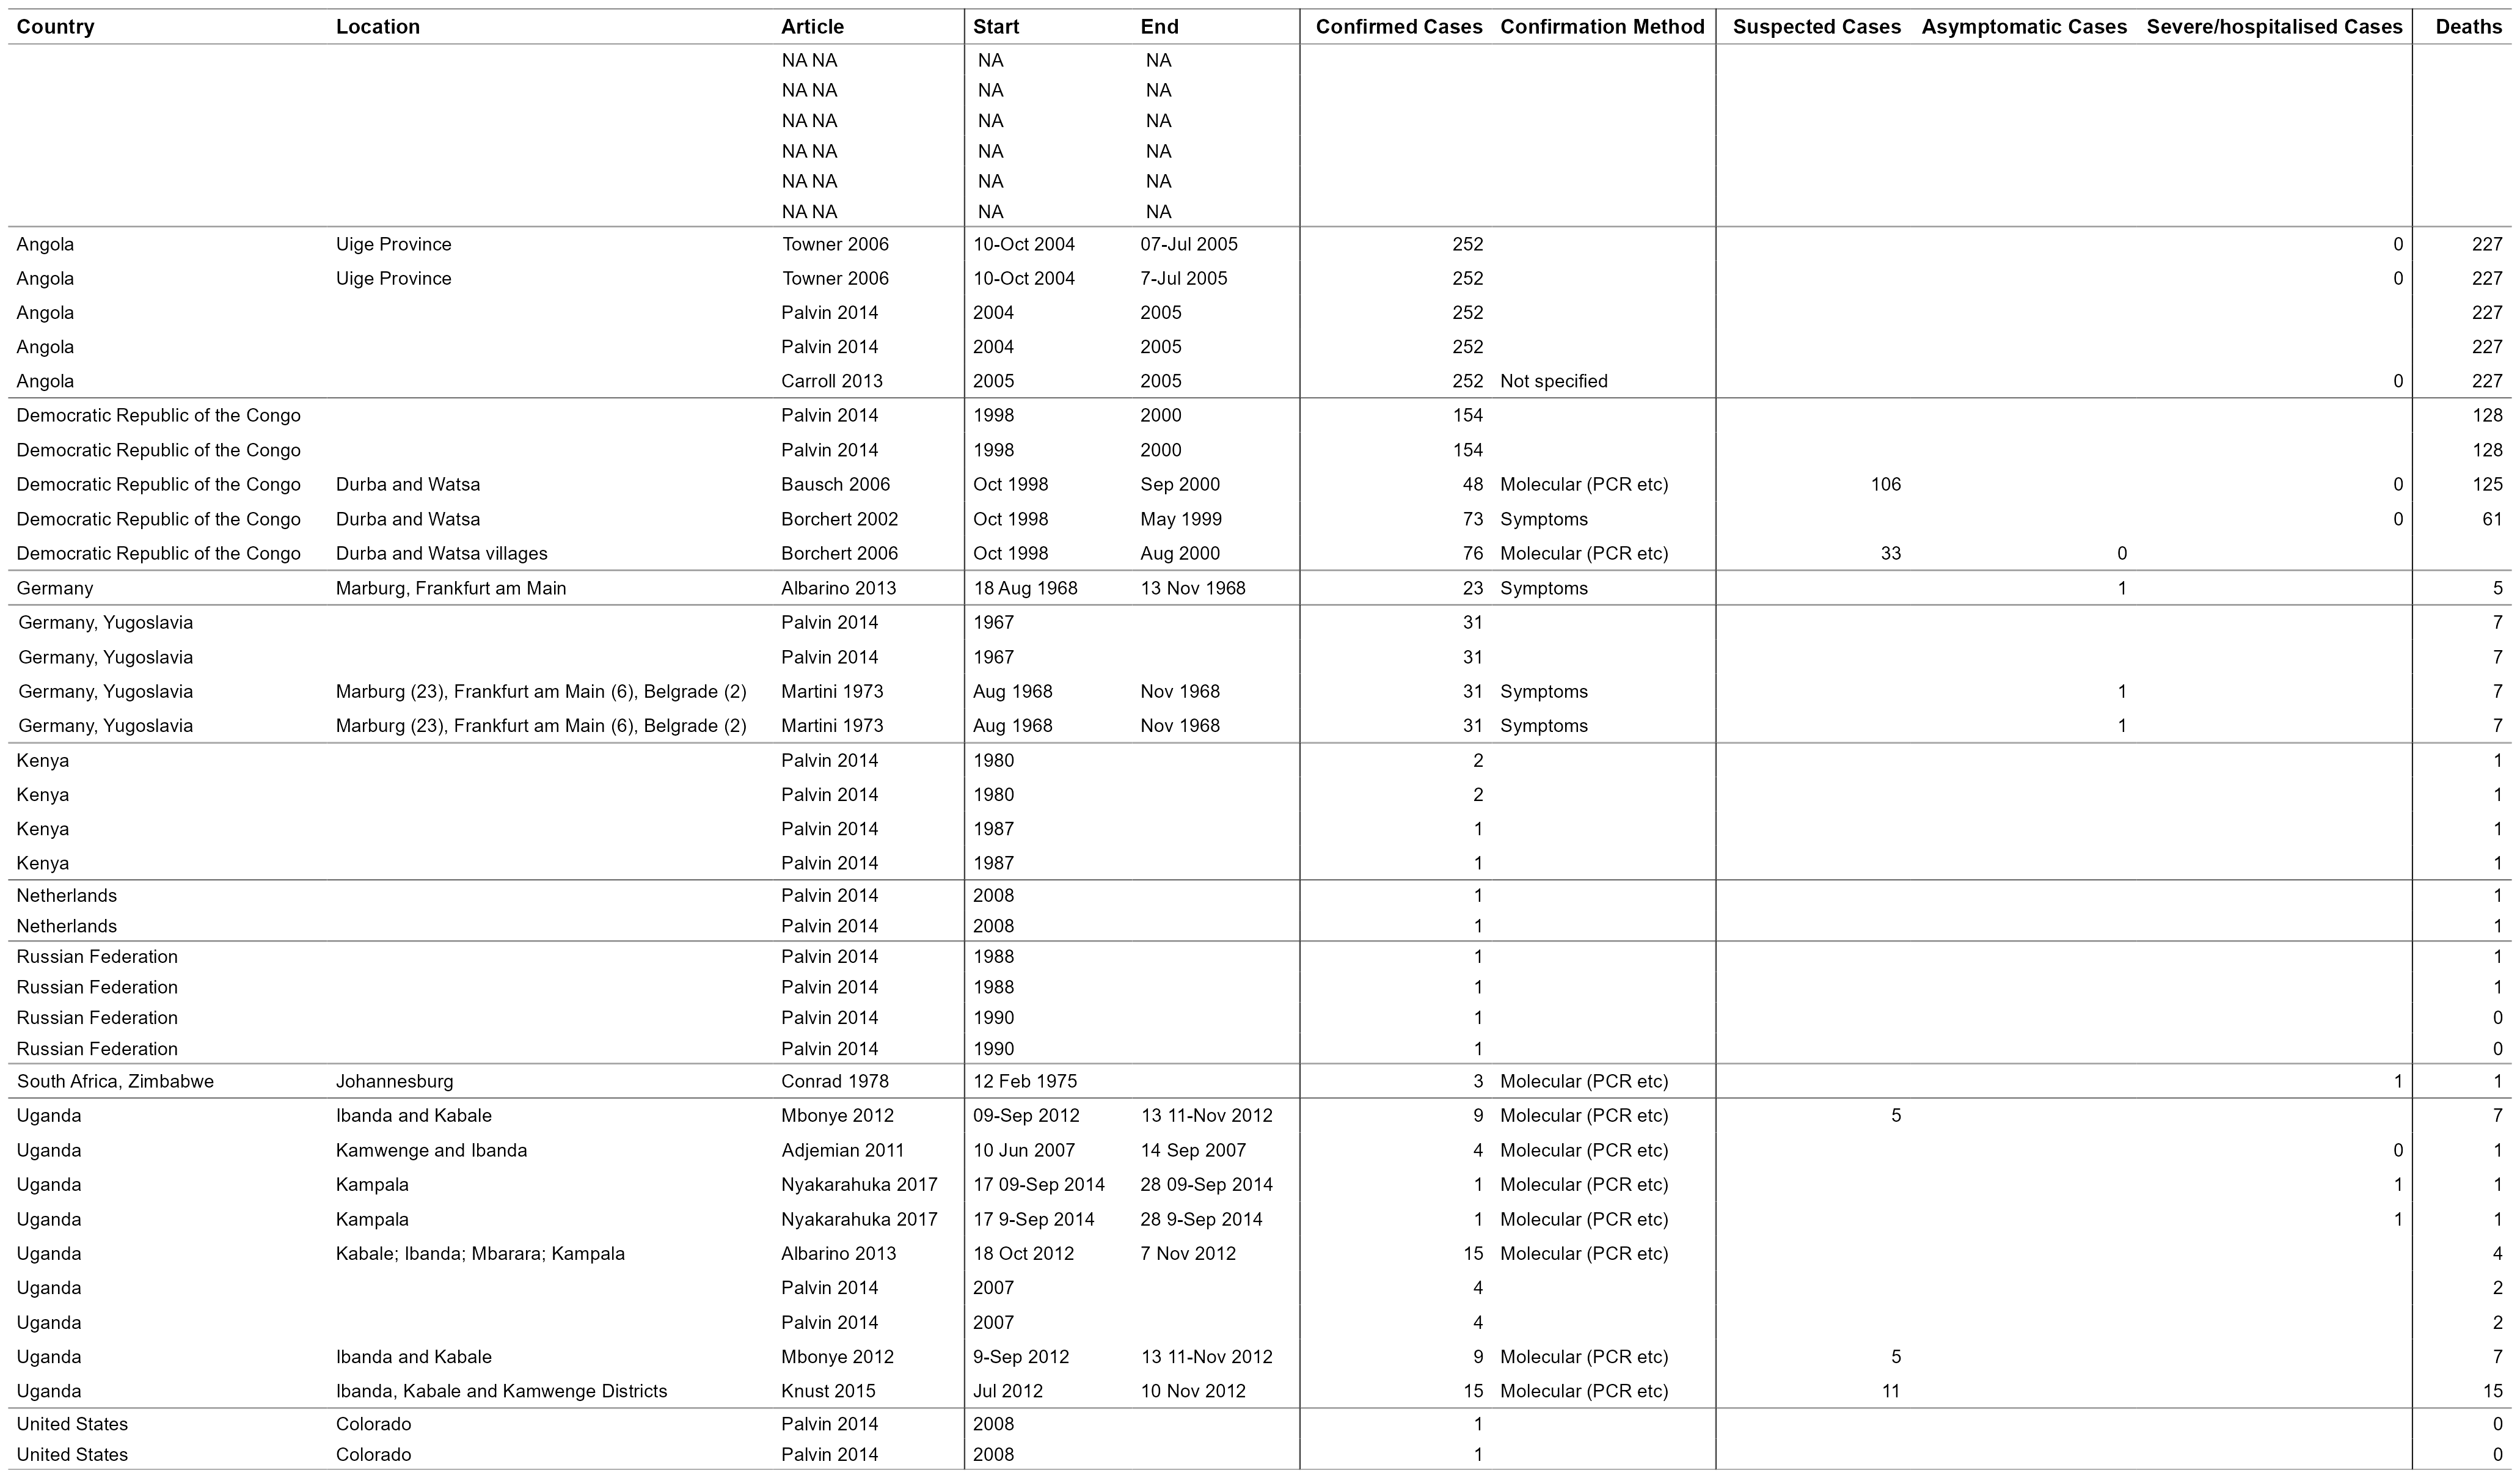 Country Location Article Start End Confirmed Cases Confirmation Method Suspected Cases Asymptomatic Cases Severe/hospitalised Cases Deaths
NA NA NA NA
NA NA NA NA
NA NA NA NA
NA NA NA NA
NA NA NA NA
NA NA NA NA
Angola Uige Province Towner 2006 10-Oct 2004 07-Jul 2005 252 0 227
Angola Uige Province Towner 2006 10-Oct 2004 7-Jul 2005 252 0 227
Angola Palvin 2014 2004 2005 252 227
Angola Palvin 2014 2004 2005 252 227
Angola Carroll 2013 2005 2005 252 Not specified 0 227
Democratic Republic of the Congo Palvin 2014 1998 2000 154 128
Democratic Republic of the Congo Palvin 2014 1998 2000 154 128
Democratic Republic of the Congo Durba and Watsa Bausch 2006 Oct 1998 Sep 2000 48 Molecular (PCR etc) 106 0 125
Democratic Republic of the Congo Durba and Watsa Borchert 2002 Oct 1998 May 1999 73 Symptoms 0 61
Democratic Republic of the Congo Durba and Watsa villages Borchert 2006 Oct 1998 Aug 2000 76 Molecular (PCR etc) 33 0
Germany Marburg, Frankfurt am Main Albarino 2013 18 Aug 1968 13 Nov 1968 23 Symptoms 1 5
Germany, Yugoslavia Palvin 2014 1967 31 7
Germany, Yugoslavia Palvin 2014 1967 31 7
Germany, Yugoslavia Marburg (23), Frankfurt am Main (6), Belgrade (2) Martini 1973 Aug 1968 Nov 1968 31 Symptoms 1 7
Germany, Yugoslavia Marburg (23), Frankfurt am Main (6), Belgrade (2) Martini 1973 Aug 1968 Nov 1968 31 Symptoms 1 7
Kenya Palvin 2014 1980 2 1
Kenya Palvin 2014 1980 2 1
Kenya Palvin 2014 1987 1 1
Kenya Palvin 2014 1987 1 1
Netherlands Palvin 2014 2008 1 1
Netherlands Palvin 2014 2008 1 1
Russian Federation Palvin 2014 1988 1 1
Russian Federation Palvin 2014 1988 1 1
Russian Federation Palvin 2014 1990 1 0
Russian Federation Palvin 2014 1990 1 0
South Africa, Zimbabwe Johannesburg Conrad 1978 12 Feb 1975 3 Molecular (PCR etc) 1 1
Uganda Ibanda and Kabale Mbonye 2012 09-Sep 2012 13 11-Nov 2012 9 Molecular (PCR etc) 5 7
Uganda Kamwenge and Ibanda Adjemian 2011 10 Jun 2007 14 Sep 2007 4 Molecular (PCR etc) 0 1
Uganda Kampala Nyakarahuka 2017 17 09-Sep 2014 28 09-Sep 2014 1 Molecular (PCR etc) 1 1
Uganda Kampala Nyakarahuka 2017 17 9-Sep 2014 28 9-Sep 2014 1 Molecular (PCR etc) 1 1
Uganda Kabale; Ibanda; Mbarara; Kampala Albarino 2013 18 Oct 2012 7 Nov 2012 15 Molecular (PCR etc) 4
Uganda Palvin 2014 2007 4 2
Uganda Palvin 2014 2007 4 2
Uganda Ibanda and Kabale Mbonye 2012 9-Sep 2012 13 11-Nov 2012 9 Molecular (PCR etc) 5 7
Uganda Ibanda, Kabale and Kamwenge Districts Knust 2015 Jul 2012 10 Nov 2012 15 Molecular (PCR etc) 11 15
United States Colorado Palvin 2014 2008 1 0
United States Colorado Palvin 2014 2008 1 0